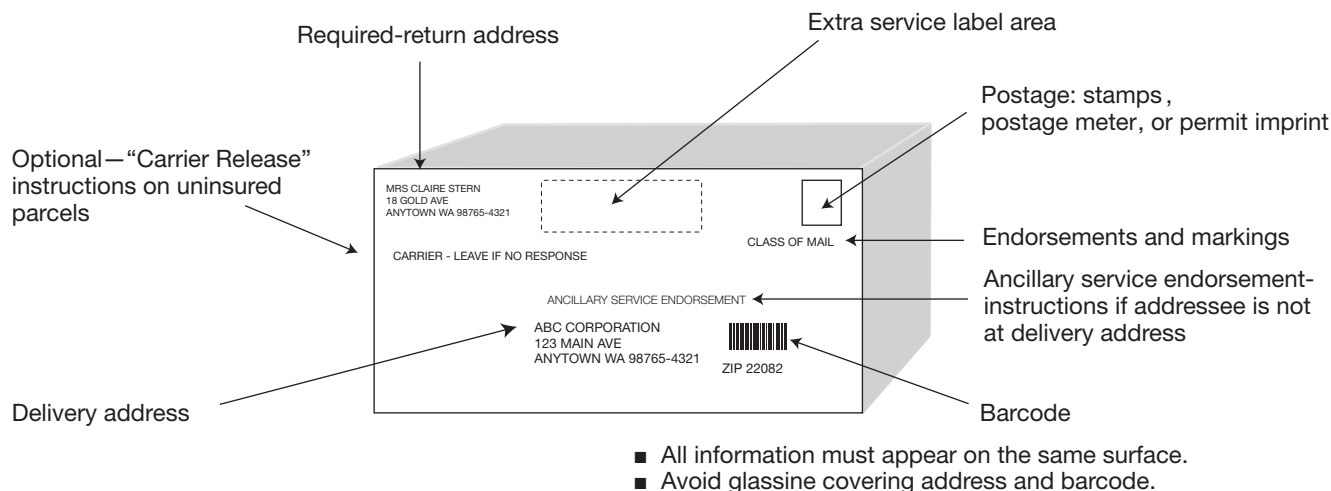 Required-return address
Extra service label area
Postage: stamps,
postage meter, or permit imprint
Optional—“Carrier Release”
instructions on uninsured
parcels
MRS CLAIRE STERN
18 GOLD AVE
ANYTOWN WA 98765-4321
CLASS OF MAIL
Endorsements and markings
CARRIER - LEAVE IF NO RESPONSE
Ancillary service endorsement-
instructions if addressee is not
at delivery address
ANCILLARY SERVICE ENDORSEMENT
ABC CORPORATION
123 MAIN AVE
ANYTOWN WA 98765-4321
ZIP 22082
Delivery address
Barcode
■ All information must appear on the same surface.
■ Avoid glassine covering address and barcode.